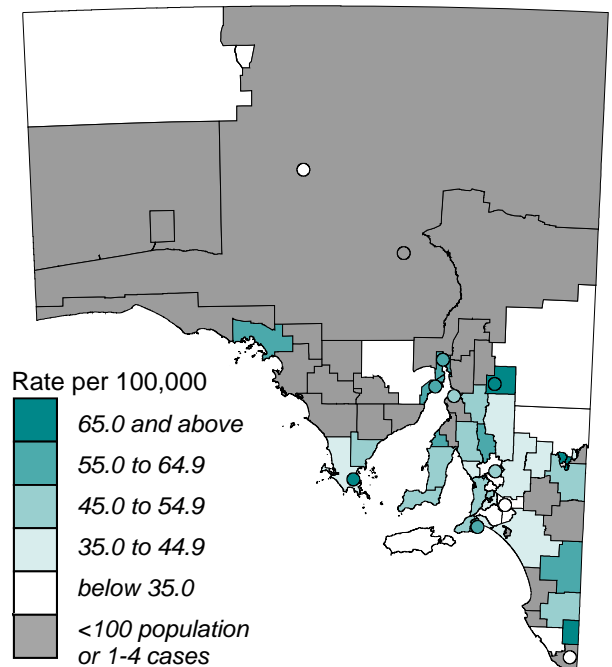 Rate per 100,000
65.0 and above
55.0 to 64.9
45.0 to 54.9
35.0 to 44.9
below 35.0
<100 population
or 1-4 cases